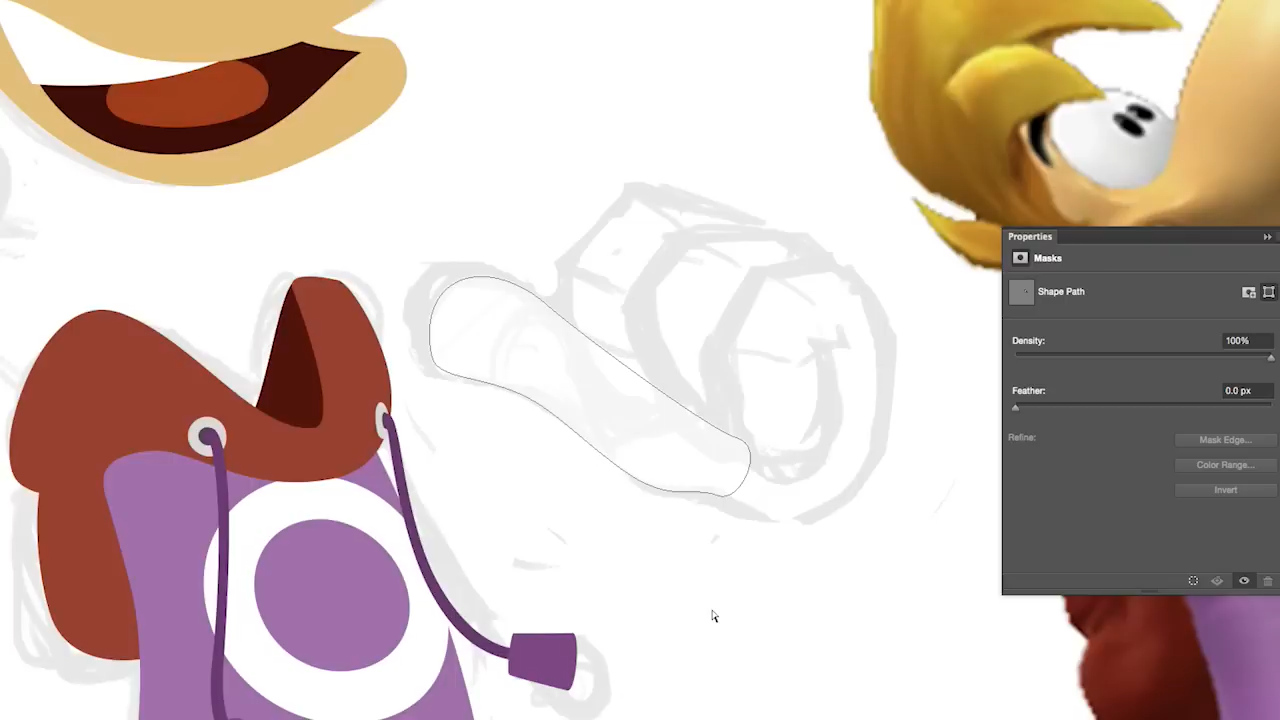 Properties
Masks
Shape Path
Density:
100%
Feather:
0.0 px
Refine:
Mask Edge...
Color Range...
Invert